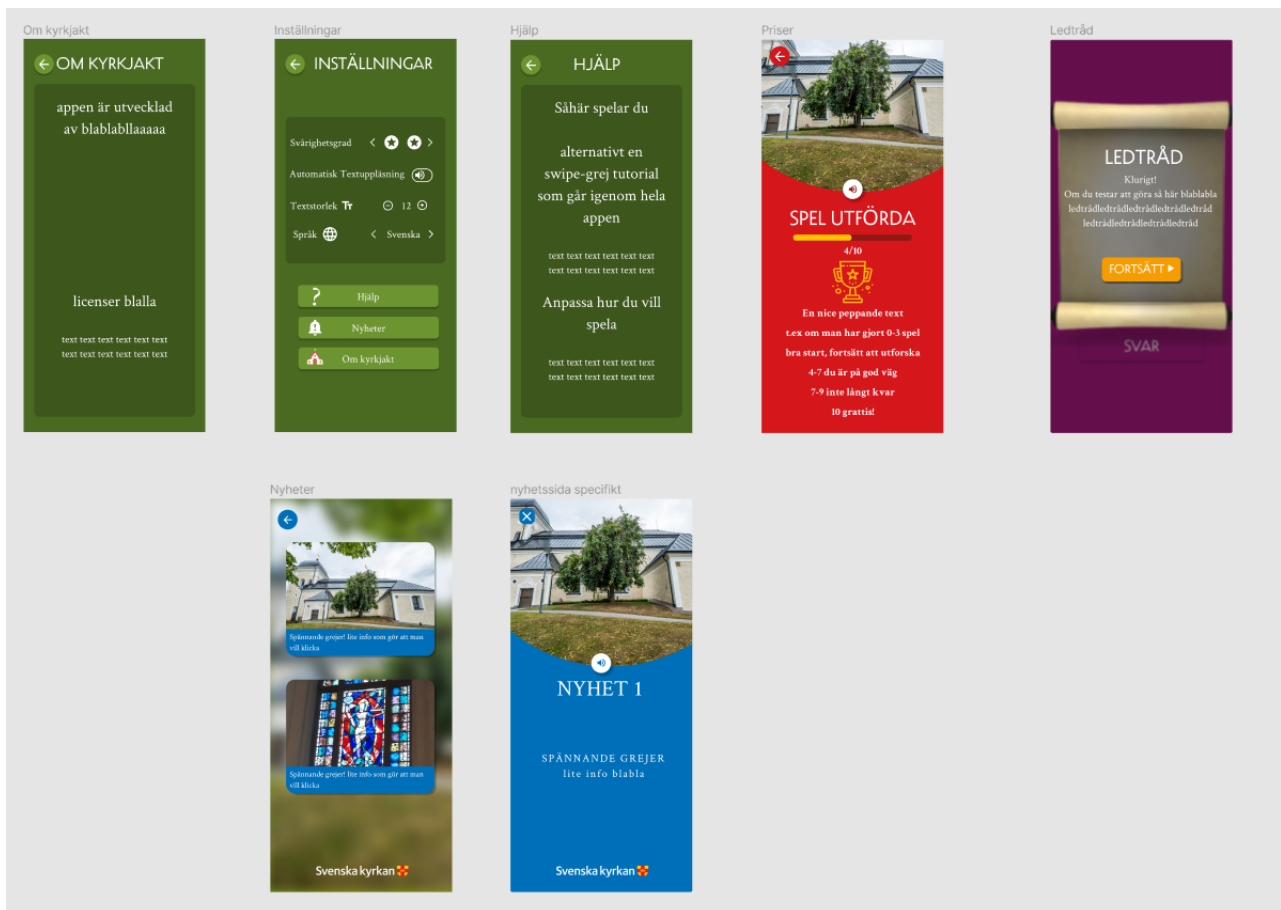 Om kyrkjakt
OM KYRKJAKT
appen är utvecklad
av blablabllaaaaa
licenser blalla
text text text text text text
text text text text text text
Inställningar
INSTÄLLNINGAR
Svårighetsgrad
Automatisk Textuppläsning
Textstorlek Tт 12
Språk Svenska
Hjälp
Nyheter
Om kyrkjakt
Hjälp
HJÄLP
Såhär spelar du
alternativt en
swipe-grej tutorial
som går igenom hela
appen
text text text text text text
text text text text text text
Anpassa hur du vill
spela
text text text text text text
text text text text text text
Priser
SPEL UTFÖRDA
4/10
En nice peppande text
t.ex om man har gjort 0-3 spel
bra start, fortsätt att utforska
4-7 du är på god väg
7-9 inte långt kvar
10 grattis!
Ledtråd
LEDTRÅD
Klurigt!
Om du testar att göra så här blablabla
ledtrådledtrådledtrådledtrådledtråd
ledtrådledtrådledtrådledtråd
FORTSÄTT
SVAR
Nyheter
Spännande grejer! lite info som gör att man
vill klicka
Spännande grejer! lite info som gör att man
vill klicka
Svenska kyrkan
nyhetssida specifikt
NYHET 1
SPÄNNANDE GREJER
lite info blabla
Svenska kyrkan